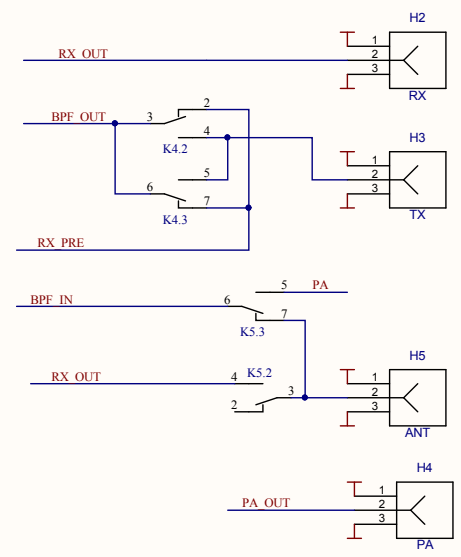 H2
1
RX_OUT
2
3
RX
2
BPF_OUT
3
4
H3
K4.2
1
5
2
6
3
7
TX
K4.3
RX_PRE
5
PA
BPF_IN
6
7
K5.3
H5
K5.2
1
RX_OUT
4
3
2
2
3
ANT
H4
1
PA_OUT
2
3
PA